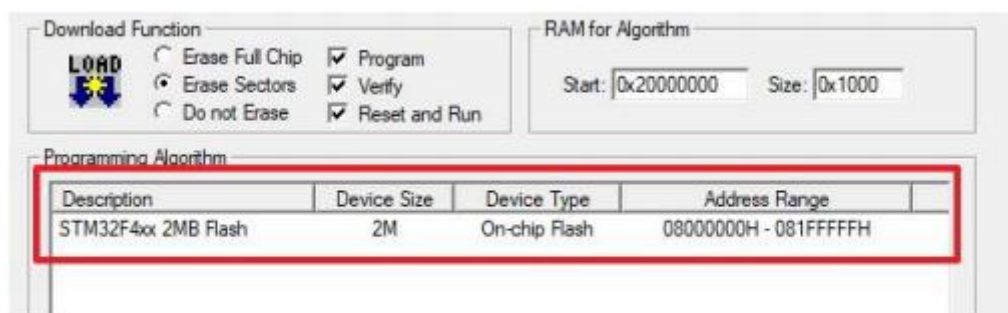 Download Function
LOAD
Erase Full Chip
Erase Sectors
Do not Erase
Program
Verify
Reset and Run
RAM for Algorithm
Start: 0x20000000 Size: 0x1000
Programming Algorithm
Description Device Size Device Type Address Range
STM32F4xx 2MB Flash 2M On-chip Flash 08000000H - 081FFFFFH